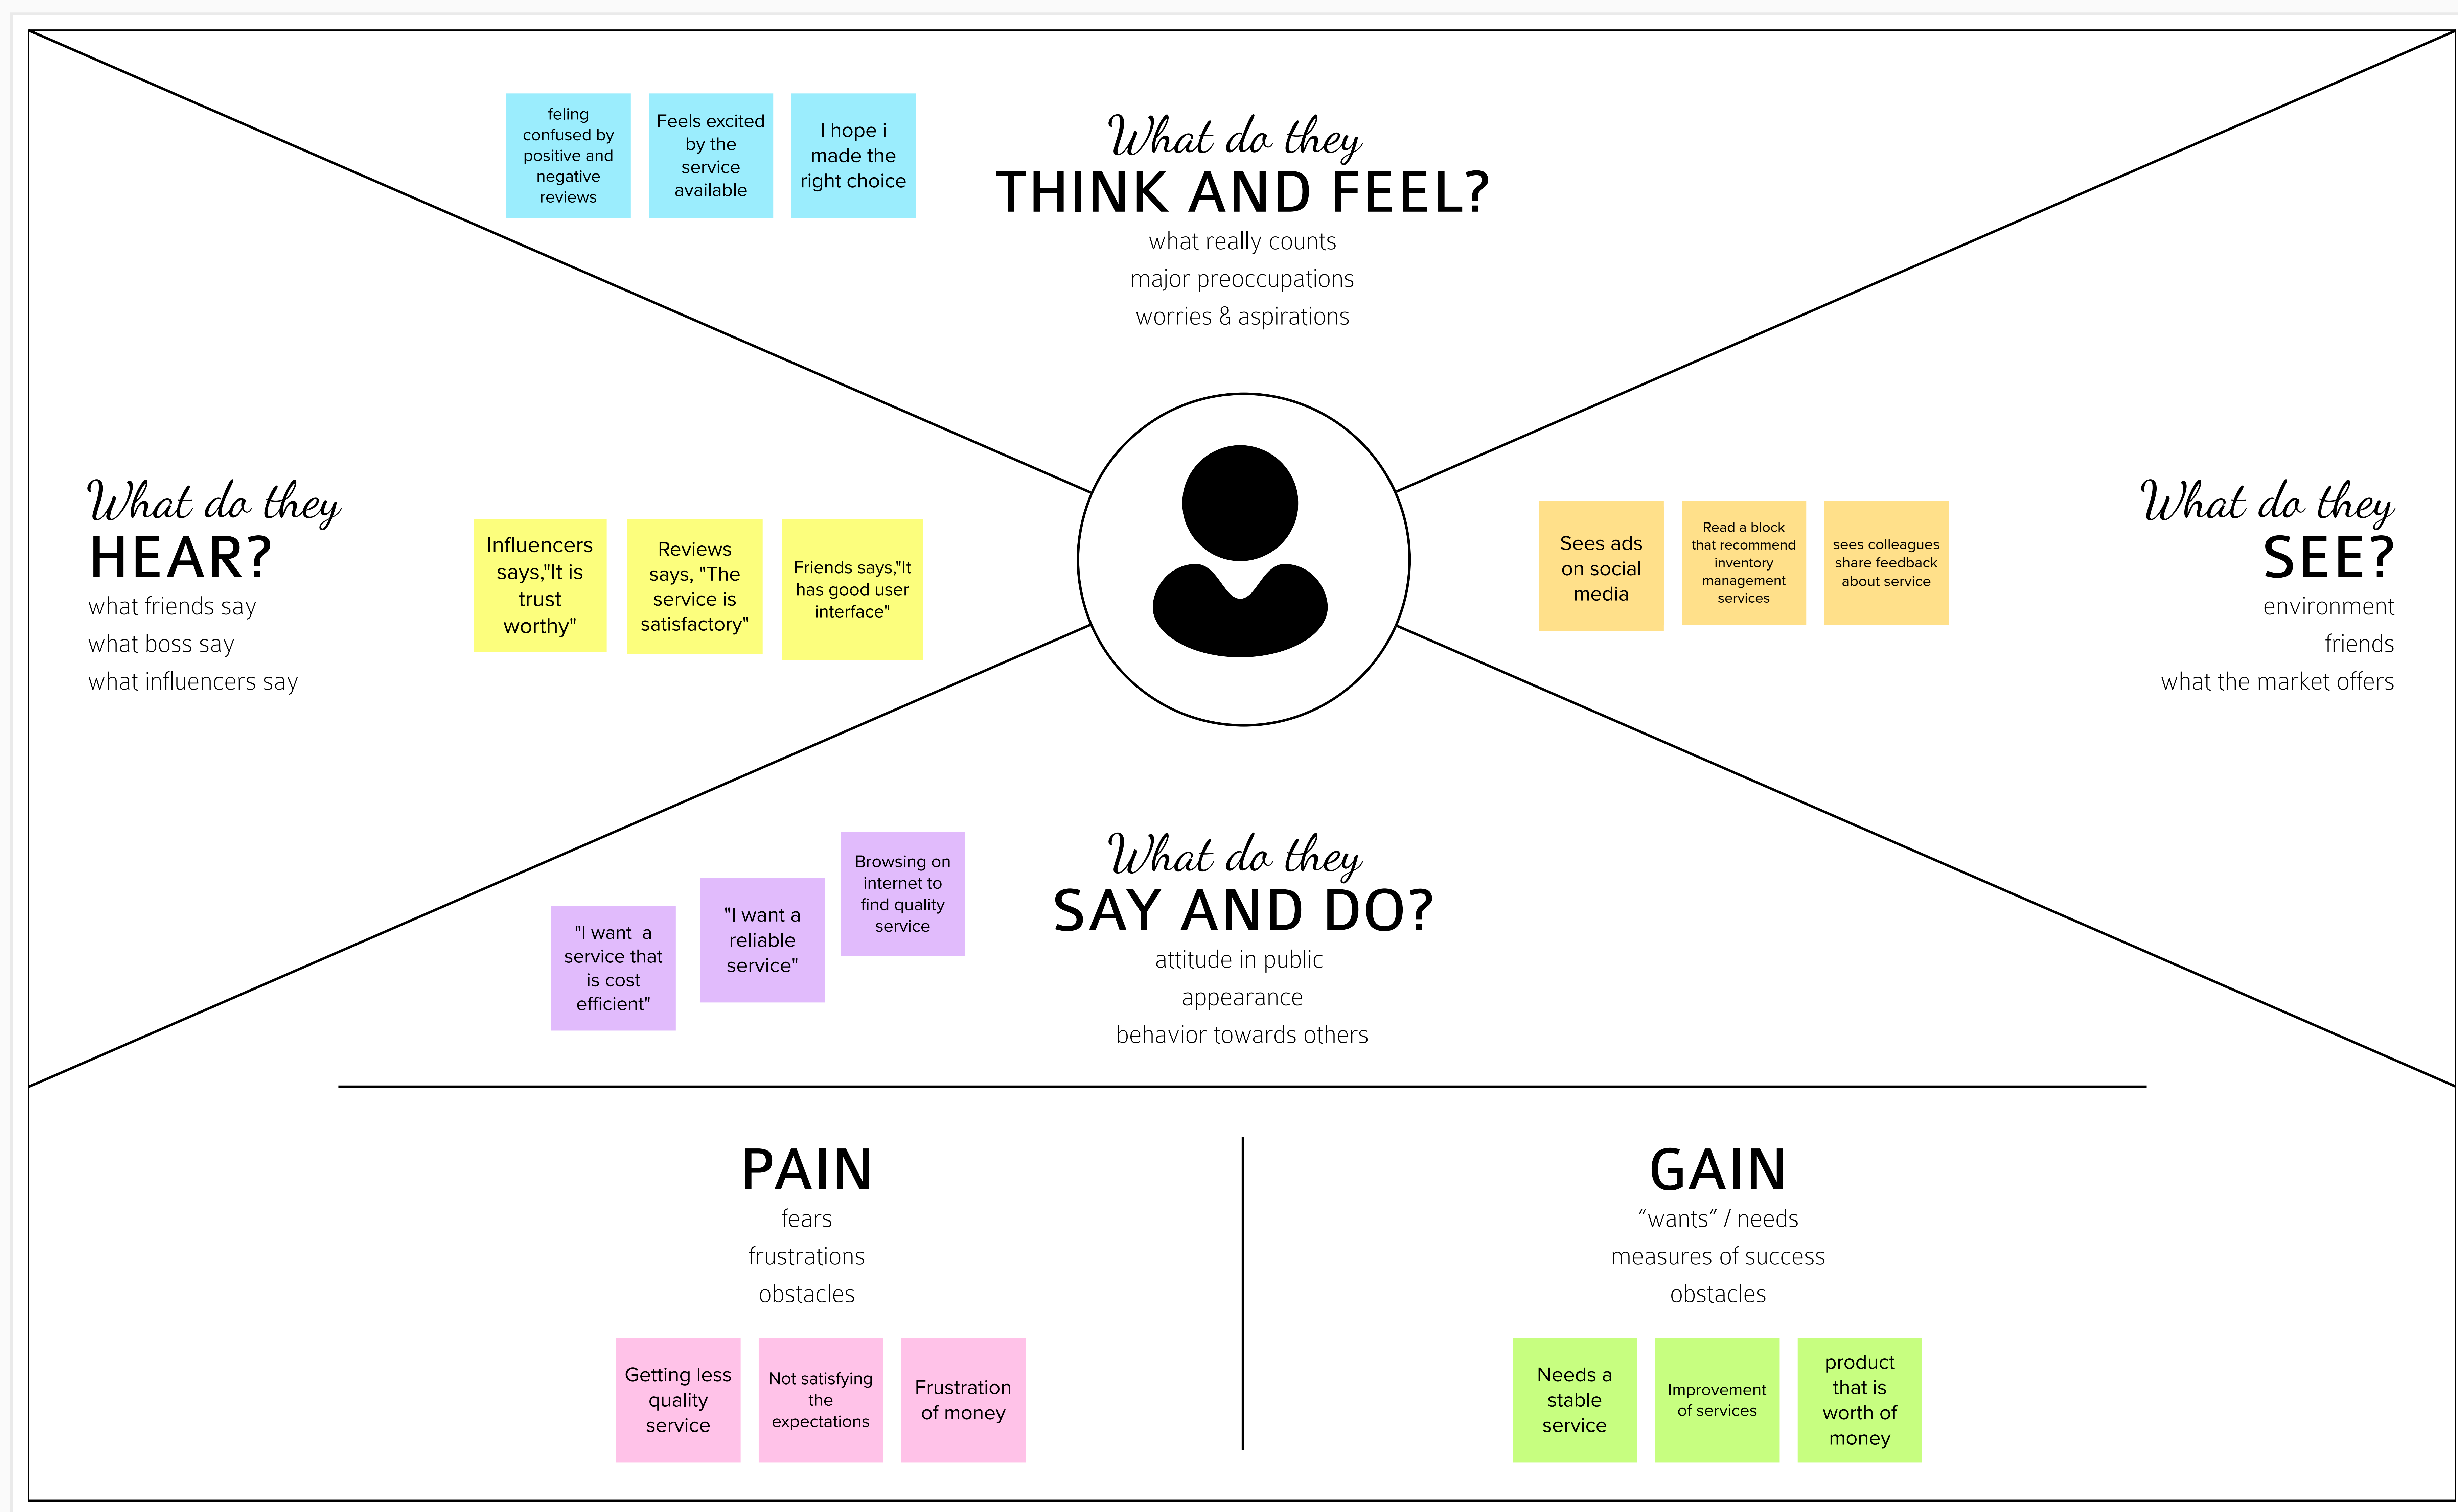 feling
confused by
positive and
negative
reviews
Feels excited
by the
service
available
I hope i
made the
right choice
What do they
THINK AND FEEL?
what really counts
major preoccupations
worries & aspirations
What do they
HEAR?
what friends say
what boss say
what influencers say
Influencers
says,"It is
trust
worthy"
Reviews
says, "The
service is
satisfactory"
Friends says,"It
has good user
interface"
Sees ads
on social
media
Read a block
that recommend
inventory
management
services
sees colleagues
share feedback
about service
What do they
SEE?
environment
friends
what the market offers
"I want  a
service that
is cost
efficient"
"I want a
reliable
service"
Browsing on
internet to
find quality
service
What do they
SAY AND DO?
attitude in public
appearance
behavior towards others
PAIN
fears
frustrations
obstacles
Getting less
quality
service
Not satisfying
the
expectations
Frustration
of money
GAIN
“wants” / needs
measures of success
obstacles
Needs a
stable
service
Improvement
of services
product
that is
worth of
money